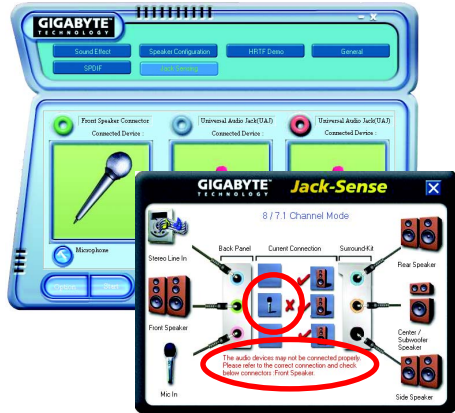 GIGABYTE™
TECHNOLOGY
Sound Effect
Speaker Configuration
HRTF Demo
General
SPDIF
Jack Sensing
Front Speaker Connector
Connected Device :
Universal Audio Jack(UAJ)
Connected Device :
Universal Audio Jack(UAJ)
Connected Device :
Microphone
Option
Start
GIGABYTE™
TECHNOLOGY
Jack-Sense
X
8 / 7.1 Channel Mode
Back Panel
Current Connection
Surround-Kit
Stereo Line In
Front Speaker
Mic In
Rear Speaker
Center /
Subwoofer
Speaker
Side Speaker
The audio devices may not be connected properly.
Please refer to the correct connection and check
below connectors :Front Speaker.